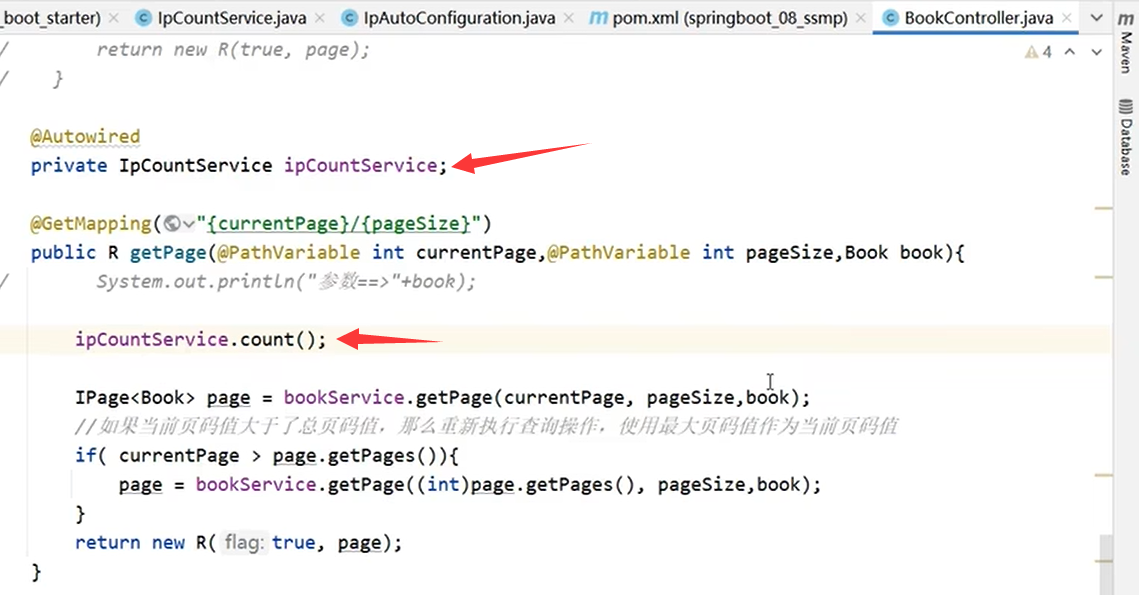 _boot_starter) × IpCountService.java × IpAutoConfiguration.java × pom.xml (springboot_08_ssmp) × BookController.java ×
/ return new R(true, page);
/ }
4
Maven
Database
@Autowired
private IpCountService ipCountService;
@GetMapping("{currentPage}/{pageSize}")
public R getPage(@PathVariable int currentPage,@PathVariable int pageSize,Book book){
/ System.out.println("参数==>"+book);
ipCountService.count();
IPage<Book> page = bookService.getPage(currentPage, pageSize,book);
//如果当前页码值大于了总页码值，那么重新执行查询操作，使用最大页码值作为当前页码值
if( currentPage > page.getPages()){
page = bookService.getPage((int)page.getPages(), pageSize,book);
}
return new R( flag: true, page);
}